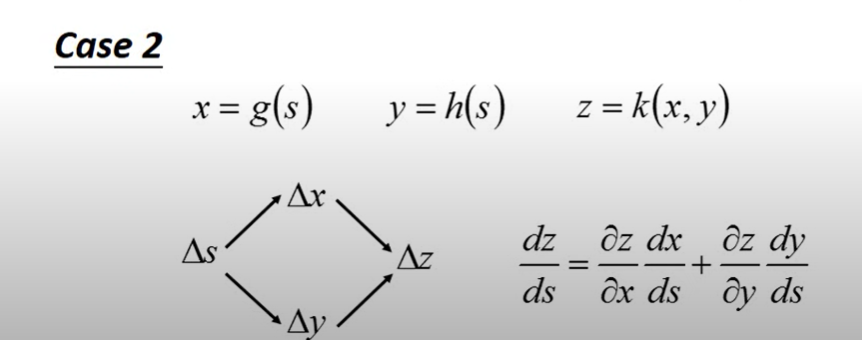 Case 2
x = g(s) y = h(s) z = k(x, y)
Δx
Δs Δz dz/ds = ∂z/∂x dx/ds + ∂z/∂y dy/ds
Δy